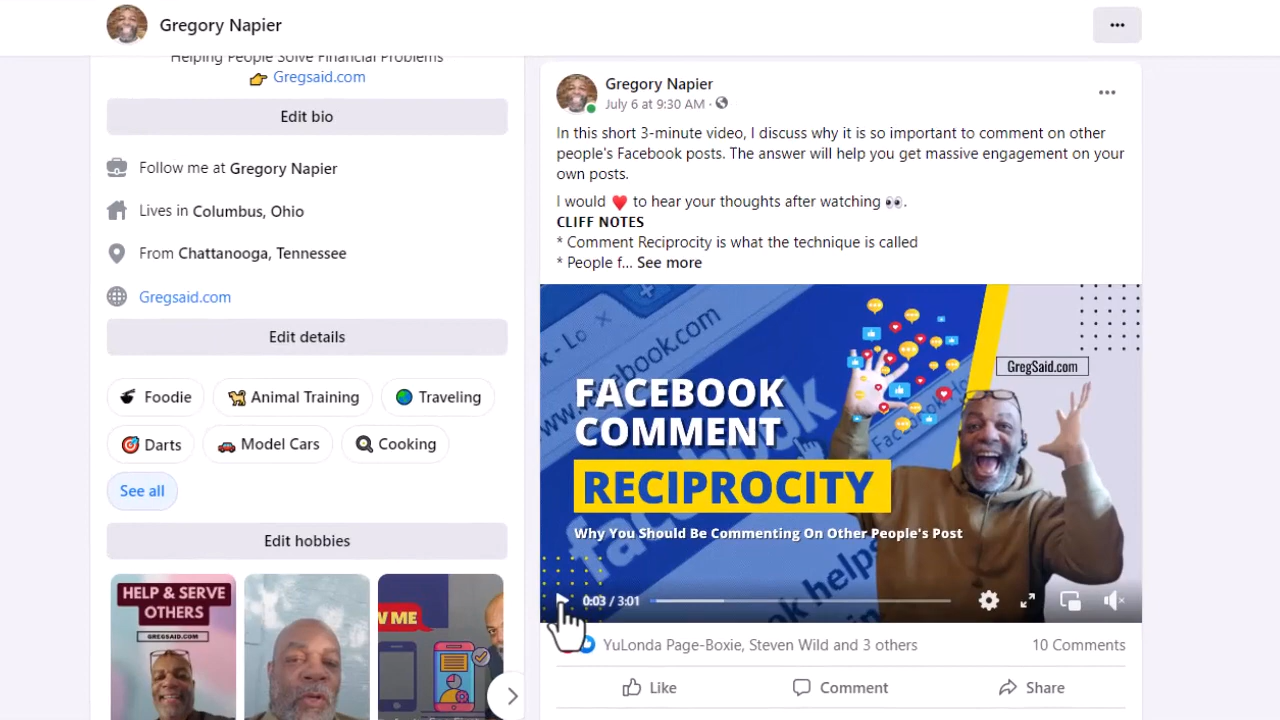 Gregory Napier
Helping People Solve Financial Problems
👉 Gregsaid.com
Edit bio
Follow me at Gregory Napier
Lives in Columbus, Ohio
From Chattanooga, Tennessee
Gregsaid.com
Edit details
Foodie
Animal Training
Traveling
Darts
Model Cars
Cooking
See all
Edit hobbies
HELP & SERVE
OTHERS
GREGSAID.COM
W ME
Gregory Napier
July 6 at 9:30 AM ·
In this short 3-minute video, I discuss why it is so important to comment on other
people's Facebook posts. The answer will help you get massive engagement on your
own posts.
I would ❤️ to hear your thoughts after watching 👀.
CLIFF NOTES
* Comment Reciprocity is what the technique is called
* People f... See more
k - Lo
www.facebook.com
facebook
facebook helps
GregSaid.com
FACEBOOK
COMMENT
RECIPROCITY
Why You Should Be Commenting On Other People's Post
0:03 / 3:01
YuLonda Page-Boxie, Steven Wild and 3 others
10 Comments
Like
Comment
Share